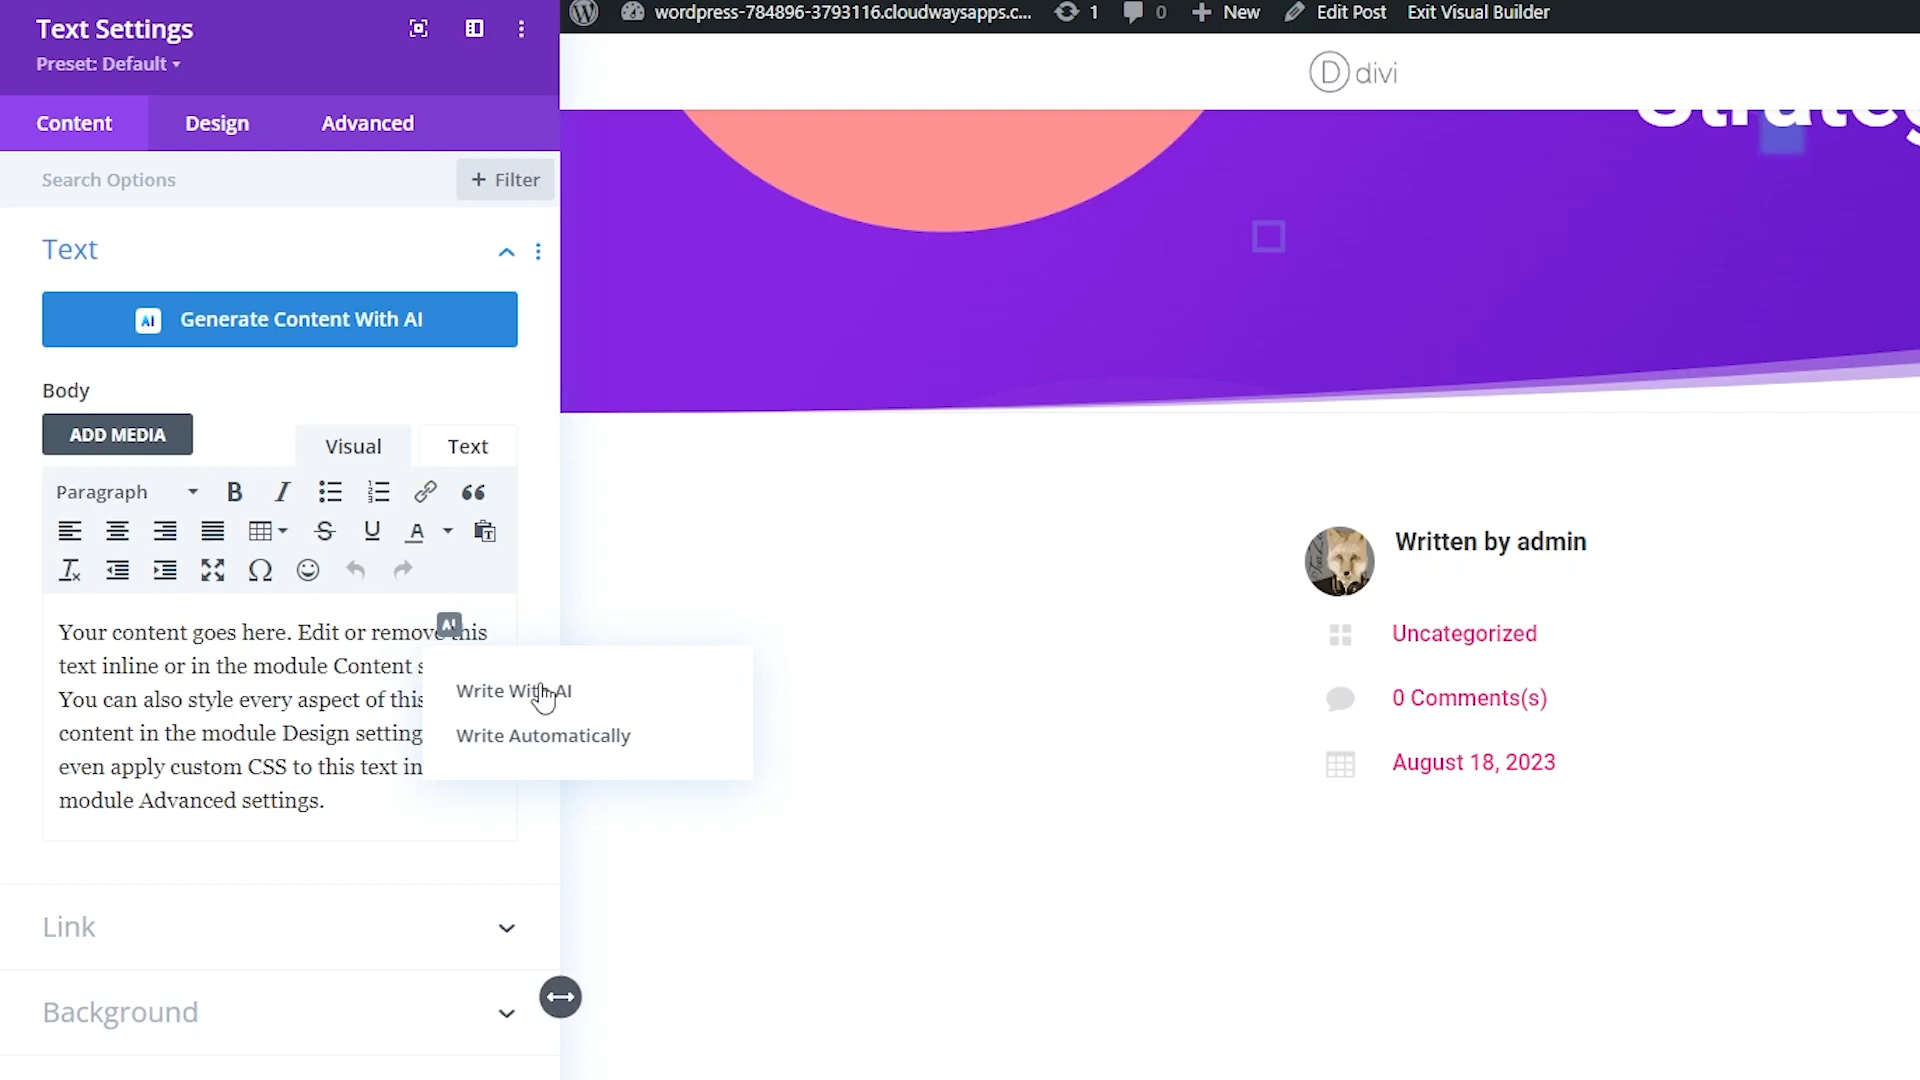 Text Settings
Preset: Default
Content Design Advanced
Search Options
+ Filter
Text
AI Generate Content With AI
Body
ADD MEDIA
Visual Text
Paragraph
Your content goes here. Edit or remove this
text inline or in the module Content s
You can also style every aspect of this
content in the module Design setting
even apply custom CSS to this text in
module Advanced settings.
AI
Write With AI
Write Automatically
Link
Background
wordpress-784896-3793116.cloudwaysapps.c... 1 0 New Edit Post Exit Visual Builder
D divi
Written by admin
Uncategorized
0 Comments(s)
August 18, 2023